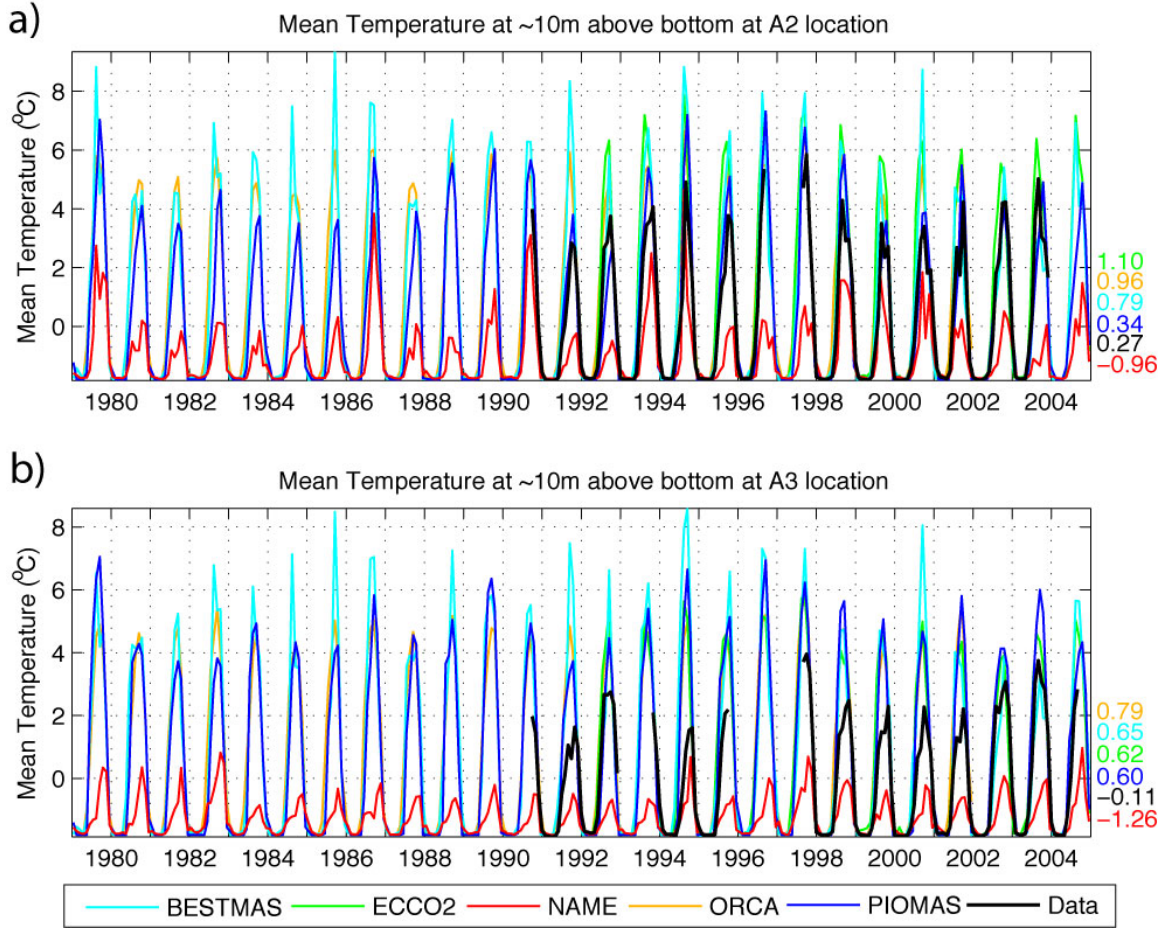 a)
Mean Temperature at ~10m above bottom at A2 location
Mean Temperature (ºC)
8
6
4
2
0
1980 1982 1984 1986 1988 1990 1992 1994 1996 1998 2000 2002 2004
1.10
0.96
0.79
0.34
0.27
−0.96
b)
Mean Temperature at ~10m above bottom at A3 location
Mean Temperature (ºC)
8
6
4
2
0
1980 1982 1984 1986 1988 1990 1992 1994 1996 1998 2000 2002 2004
0.79
0.65
0.62
0.60
−0.11
−1.26
BESTMAS ECCO2 NAME ORCA PIOMAS Data